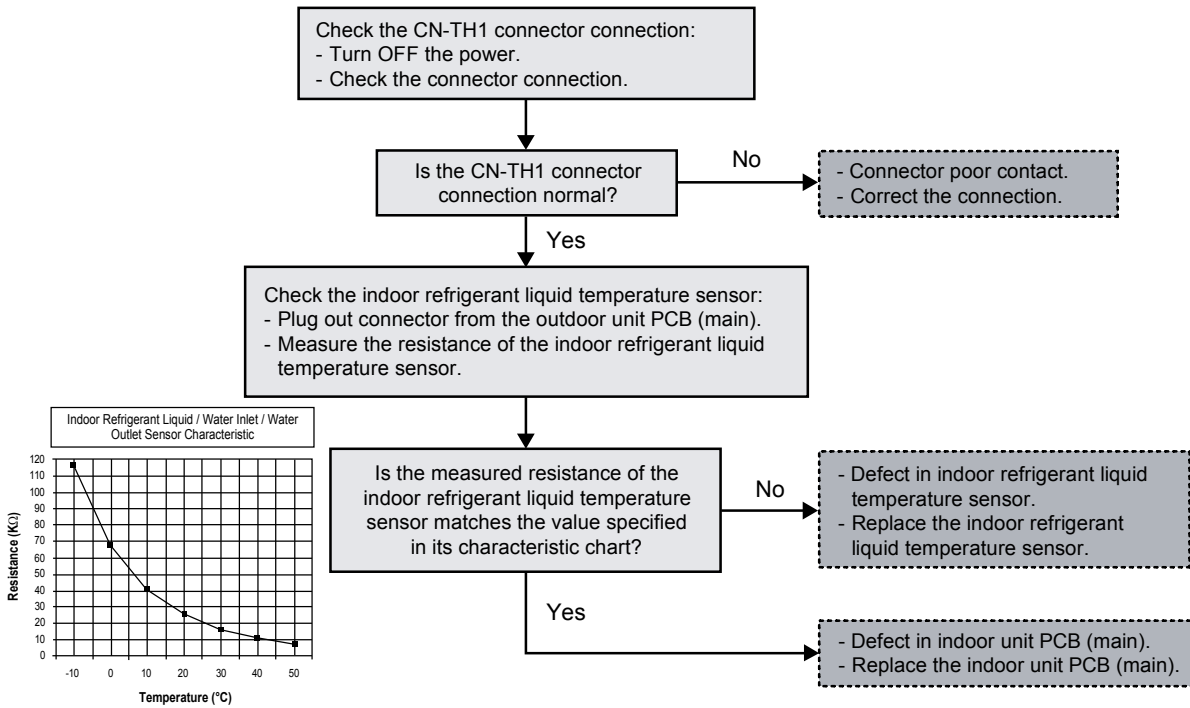 Check the CN-TH1 connector connection:
- Turn OFF the power.
- Check the connector connection.
Is the CN-TH1 connector
connection normal?
No
- Connector poor contact.
- Correct the connection.
Yes
Check the indoor refrigerant liquid temperature sensor:
- Plug out connector from the outdoor unit PCB (main).
- Measure the resistance of the indoor refrigerant liquid
temperature sensor.
Indoor Refrigerant Liquid / Water Inlet / Water
Outlet Sensor Characteristic
Resistance (KΩ)
120
110
100
90
80
70
60
50
40
30
20
10
0
-10 0 10 20 30 40 50
Temperature (°C)
Is the measured resistance of the
indoor refrigerant liquid temperature
sensor matches the value specified
in its characteristic chart?
No
- Defect in indoor refrigerant liquid
temperature sensor.
- Replace the indoor refrigerant
liquid temperature sensor.
Yes
- Defect in indoor unit PCB (main).
- Replace the indoor unit PCB (main).